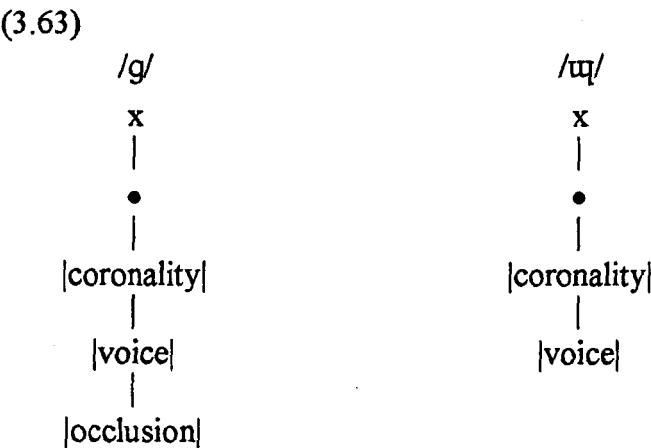 (3.63)
/g/ /ɰ/
x x
|coronality| |coronality|
|voice| |voice|
|occlusion|